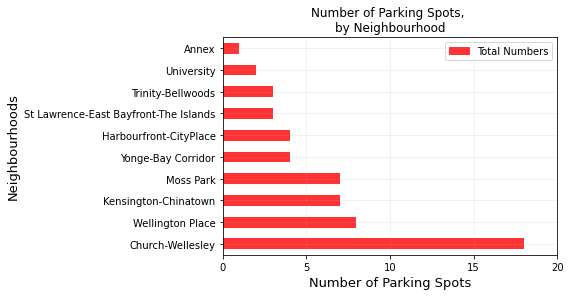 Number of Parking Spots,
by Neighbourhood
Total Numbers
Neighbourhoods
Annex
University
Trinity-Bellwoods
St Lawrence-East Bayfront-The Islands
Harbourfront-CityPlace
Yonge-Bay Corridor
Moss Park
Kensington-Chinatown
Wellington Place
Church-Wellesley
0 5 10 15 20
Number of Parking Spots